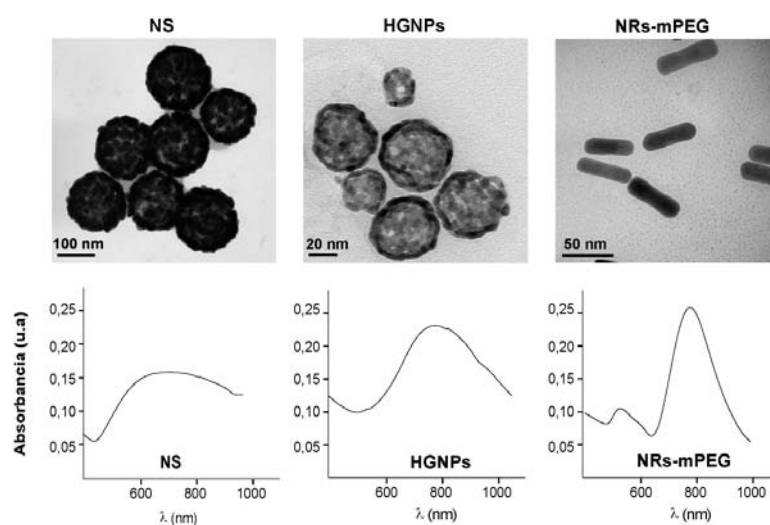 NS
HGNPs
NRs-mPEG
100 nm
20 nm
50 nm
Absorbancia (u.a)
0,25
0,20
0,15
0,10
0,05
NS
600 800 1000
λ (nm)
0,25
0,20
0,15
0,10
0,05
HGNPs
600 800 1000
λ (nm)
0,25
0,20
0,15
0,10
0,05
NRs-mPEG
600 800 1000
λ (nm)